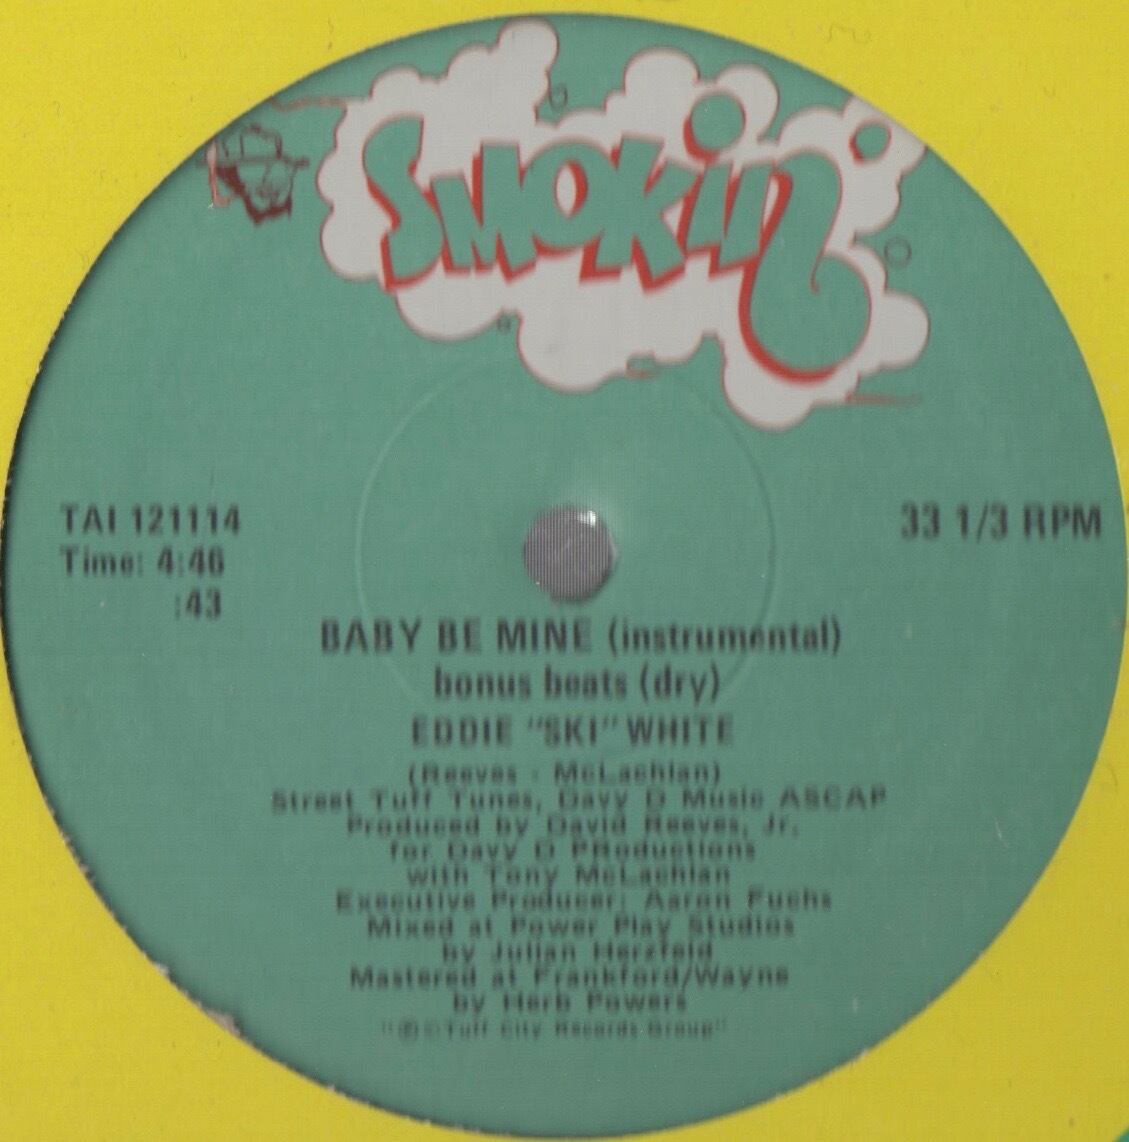 Smokin
TAI 121114
33 1/3 RPM
Time: 4:46
:43
BABY BE MINE (instrumental)
bonus beats (dry)
EDDIE "SKI" WHITE
(Reeves - McLachlan)
Street Tuff Tunes, Davy D Music ASCAP
Produced by David Reeves, Jr.
for Davy D PRoductions
with Tony McLachlan
Executive Producer: Aaron Fuchs
Mixed at Power Play Studios
by Julian Herzfeld
Mastered at Frankford/Wayne
by Herb Powers
"℗©Tuff City Records Group"